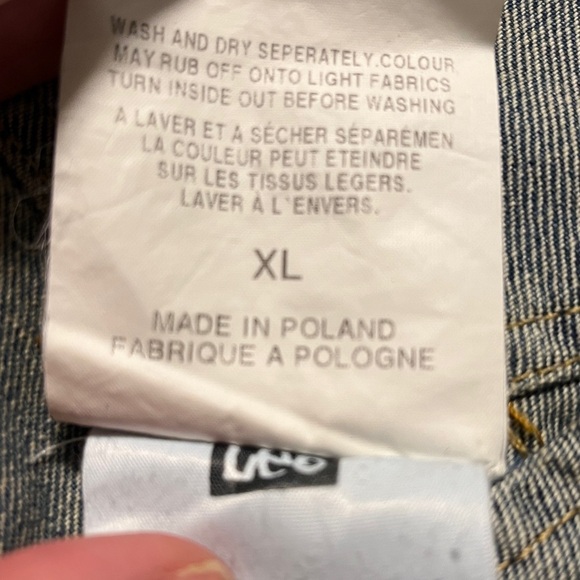 WASH AND DRY SEPERATELY.COLOUR
MAY RUB OFF ONTO LIGHT FABRICS
TURN INSIDE OUT BEFORE WASHING
À LAVER ET A SÉCHER SÉPARÉMEN
LA COULEUR PEUT ETEINDRE
SUR LES TISSUS LEGERS.
LAVER À L'ENVERS.
XL
MADE IN POLAND
FABRIQUE A POLOGNE